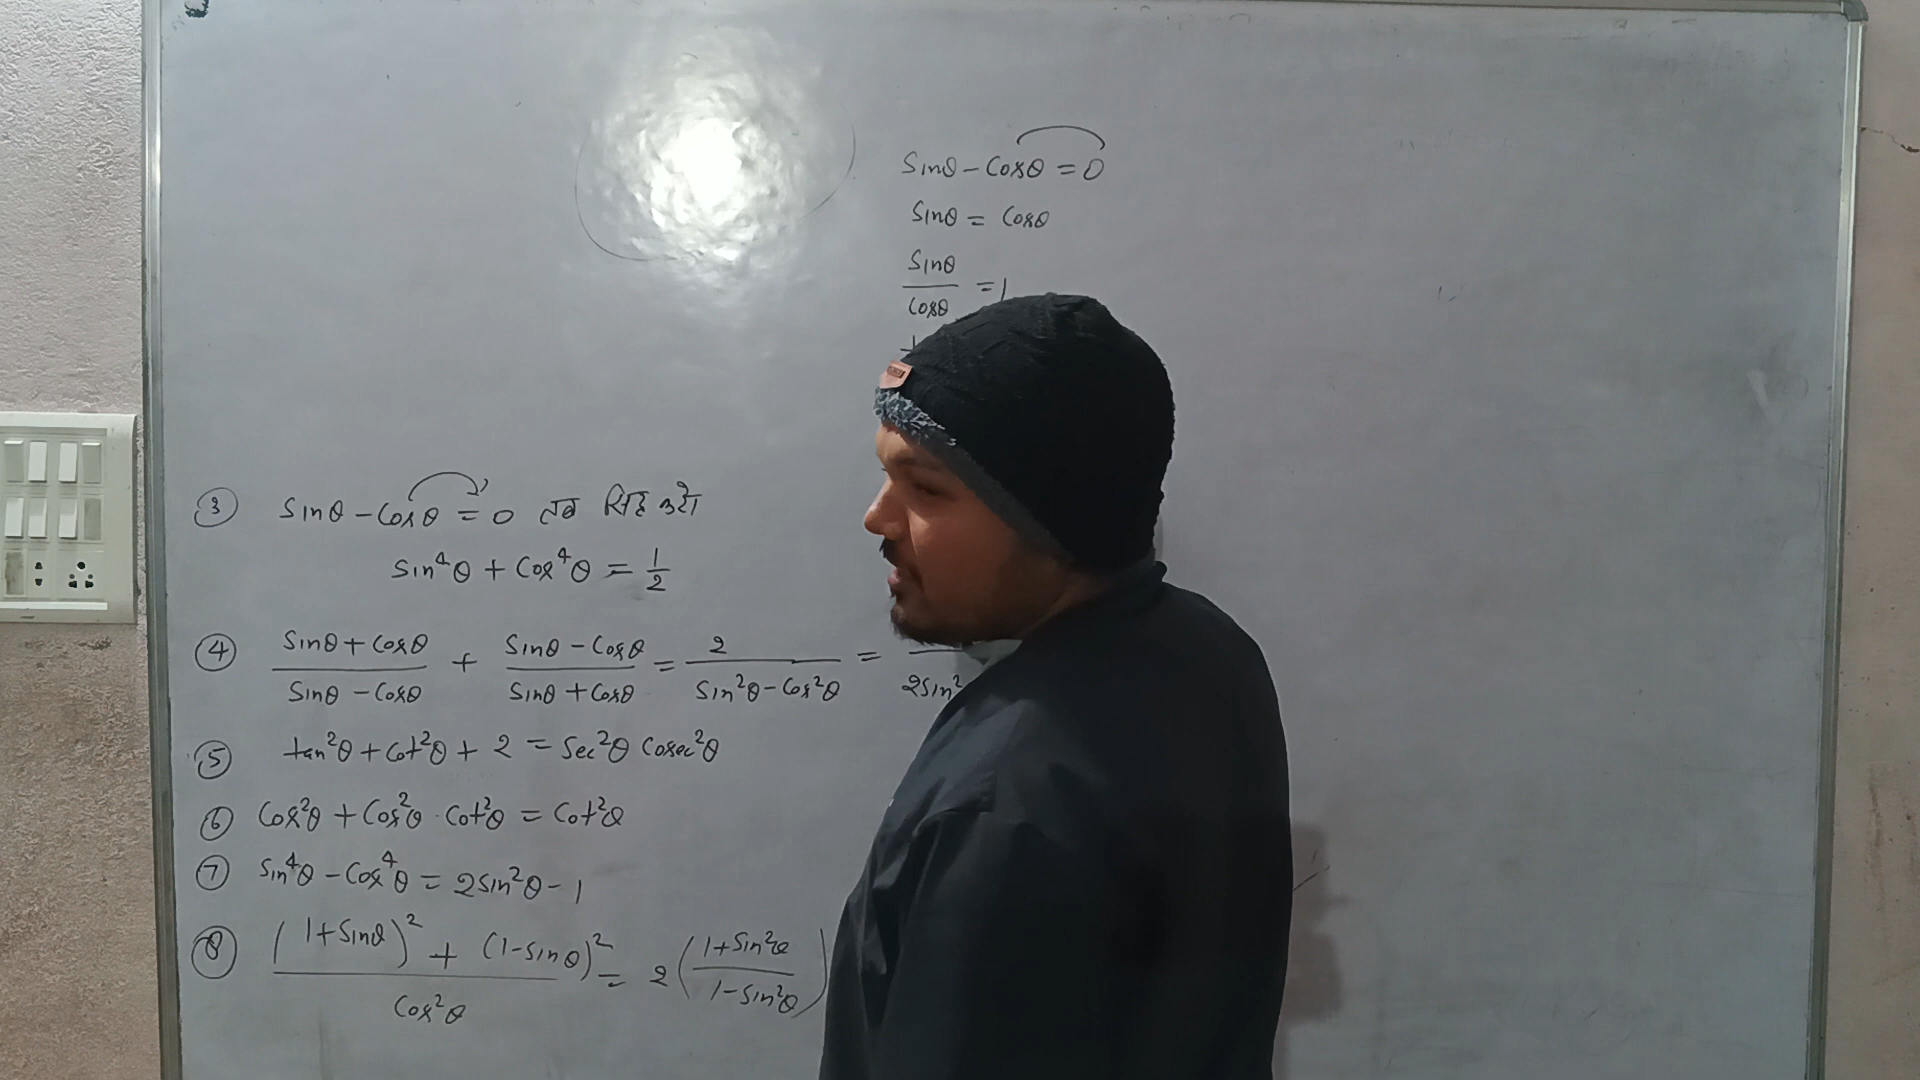 sinθ - cosθ = 0
sinθ = cosθ
sinθ/cosθ = 1
③ sinθ - cosθ = 0 तब सिद्ध करो
sin⁴θ + cos⁴θ = 1/2
④ (sinθ + cosθ)/(sinθ - cosθ) + (sinθ - cosθ)/(sinθ + cosθ) = 2/(sin²θ - cos²θ) = 2sin²
⑤ tan²θ + cot²θ + 2 = sec²θ cosec²θ
⑥ cos²θ + cos²θ · cot²θ = cot²θ
⑦ sin⁴θ - cos⁴θ = 2sin²θ - 1
⑧ ((1+sinθ)² + (1-sinθ)²)/cos²θ = 2((1+sin²θ)/(1-sin²θ))